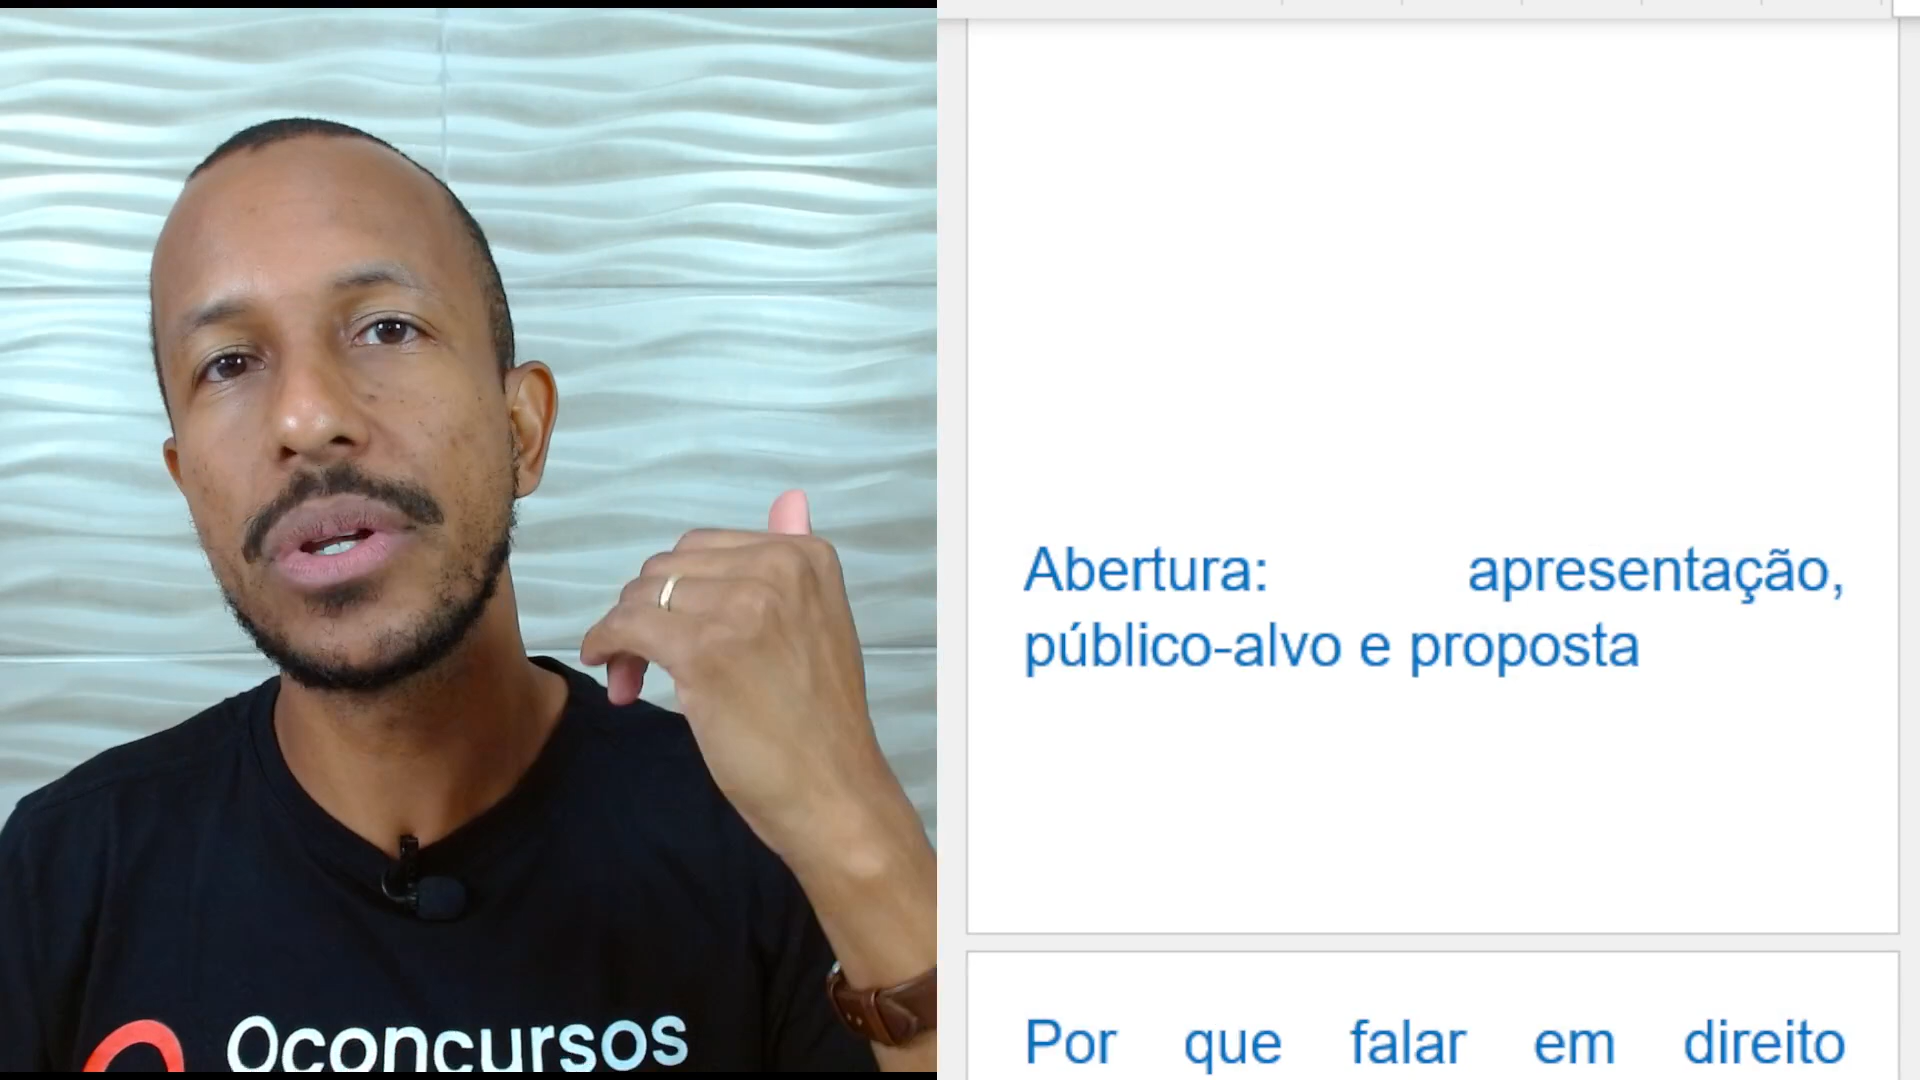 Oconcursos
Abertura: apresentação,
público-alvo e proposta
Por que falar em direito